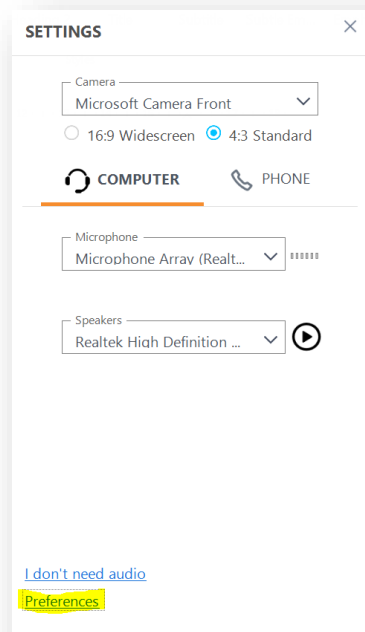 SETTINGS
Camera
Microsoft Camera Front
16:9 Widescreen 4:3 Standard
COMPUTER PHONE
Microphone
Microphone Array (Realt...
Speakers
Realtek High Definition ...
I don't need audio
Preferences